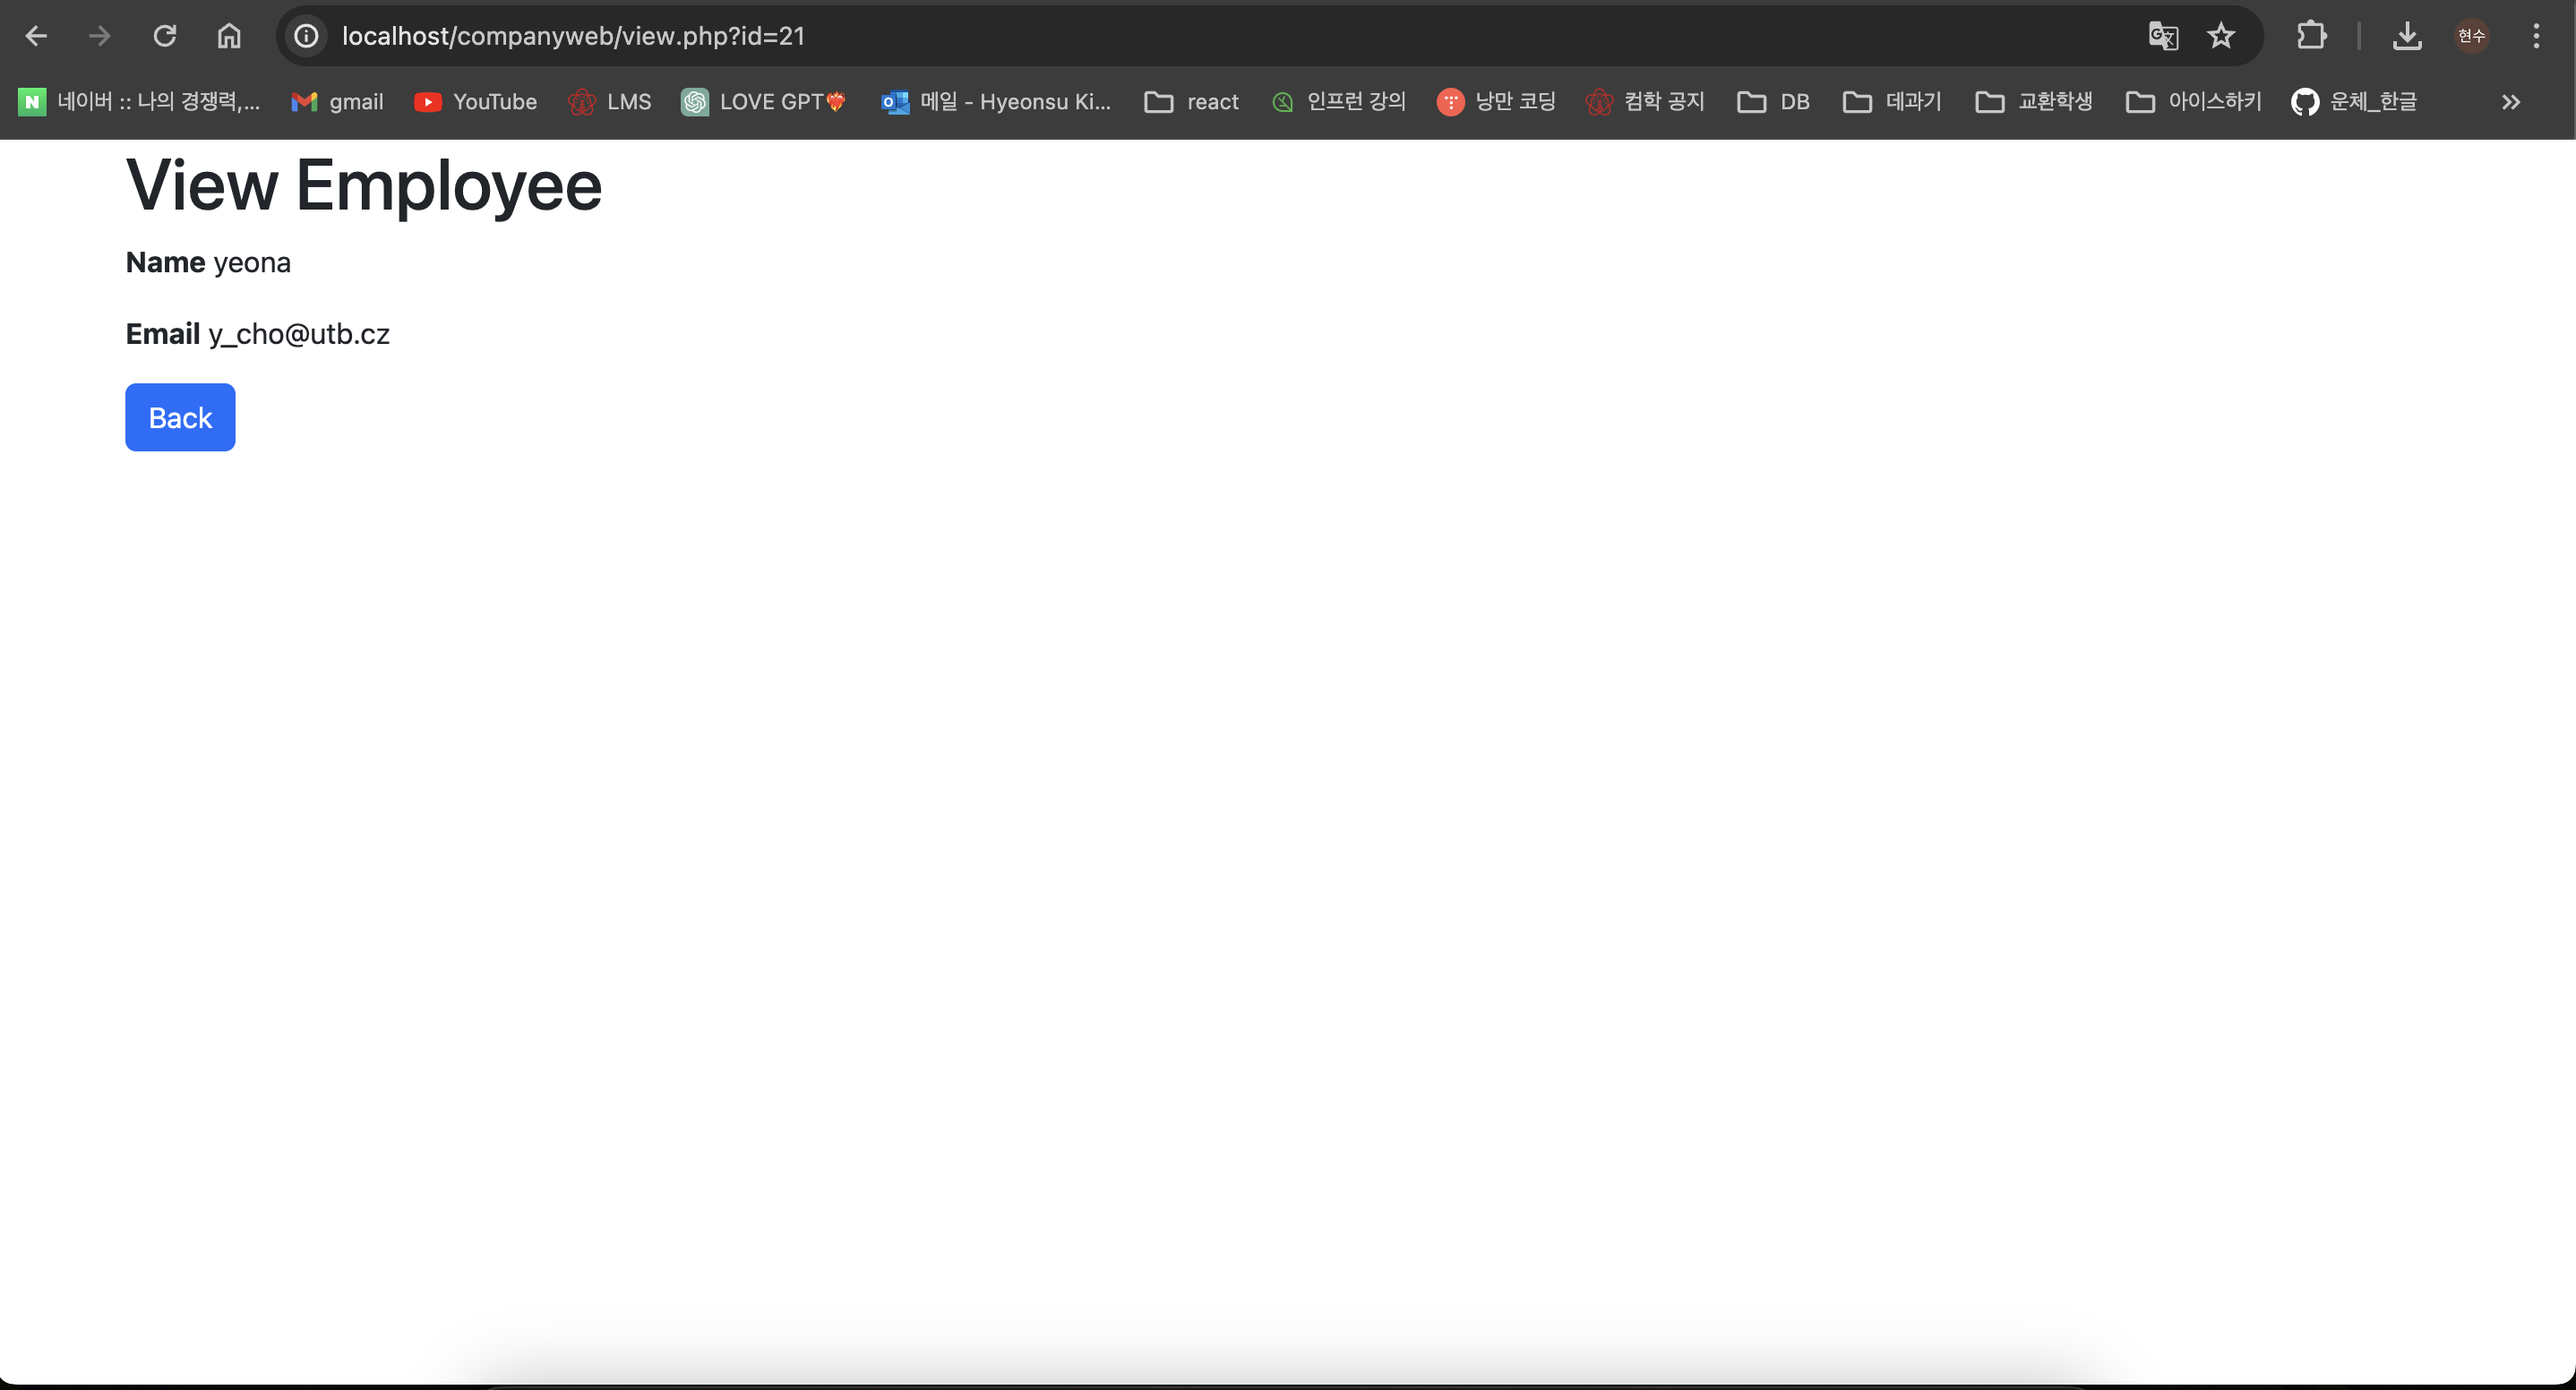 localhost/companyweb/view.php?id=21
현수
네이버 :: 나의 경쟁력,... gmail YouTube LMS LOVE GPT❤️‍🔥 메일 - Hyeonsu Ki... react 인프런 강의 낭만 코딩 컴학 공지 DB 데과기 교환학생 아이스하키 운체_한글
View Employee
Name yeona
Email y_cho@utb.cz
Back